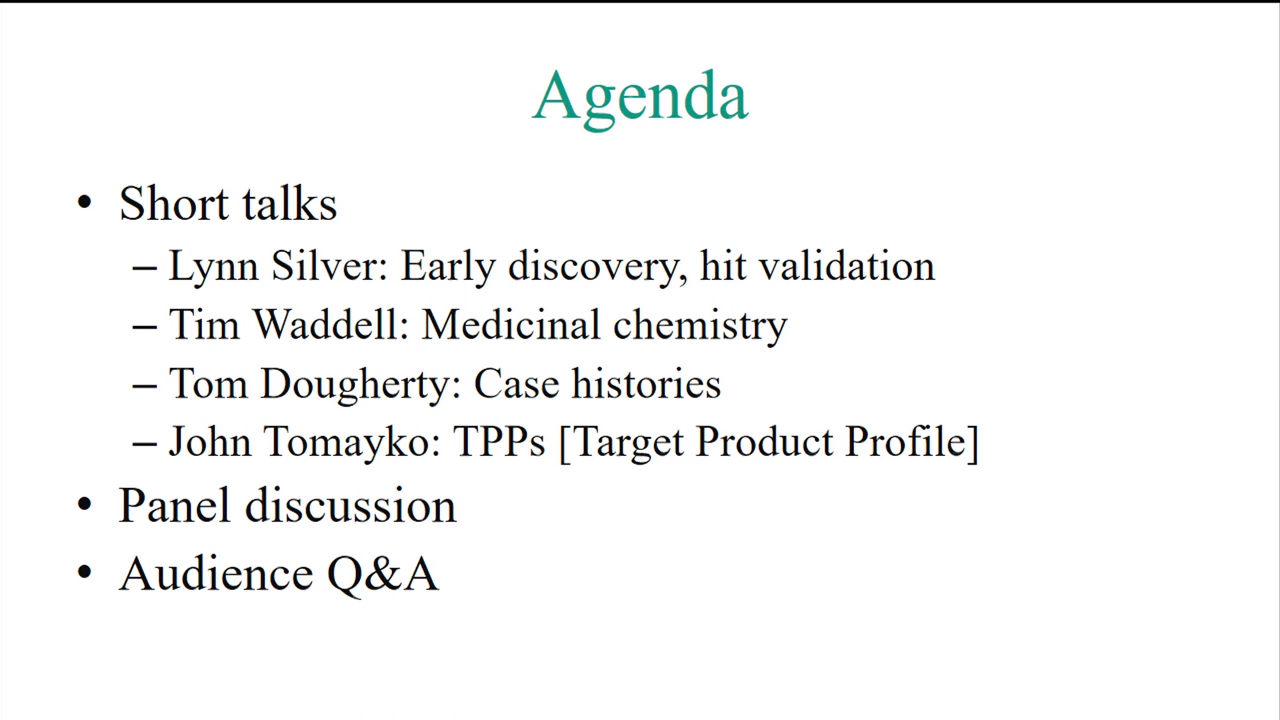 Agenda
• Short talks
– Lynn Silver: Early discovery, hit validation
– Tim Waddell: Medicinal chemistry
– Tom Dougherty: Case histories
– John Tomayko: TPPs [Target Product Profile]
• Panel discussion
• Audience Q&A